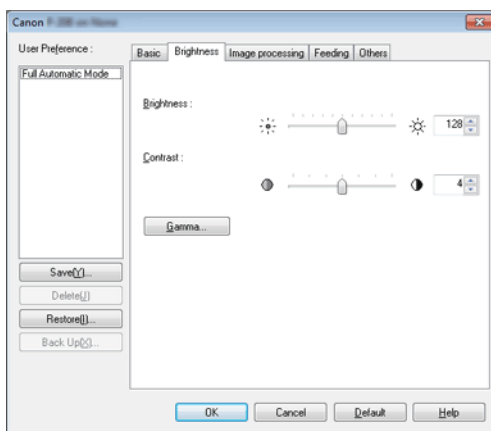 Canon
User Preference :
Full Automatic Mode
Save(Y)...
Delete(J)
Restore(I)...
Back Up(X)...
Basic Brightness Image processing Feeding Others
Brightness :
128
Contrast :
4
Gamma...
OK Cancel Default Help